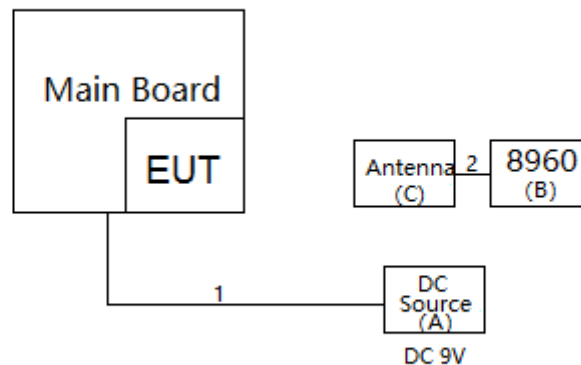 Main Board
EUT
Antenna
(C)
2
8960
(B)
1
DC
Source
(A)
DC 9V